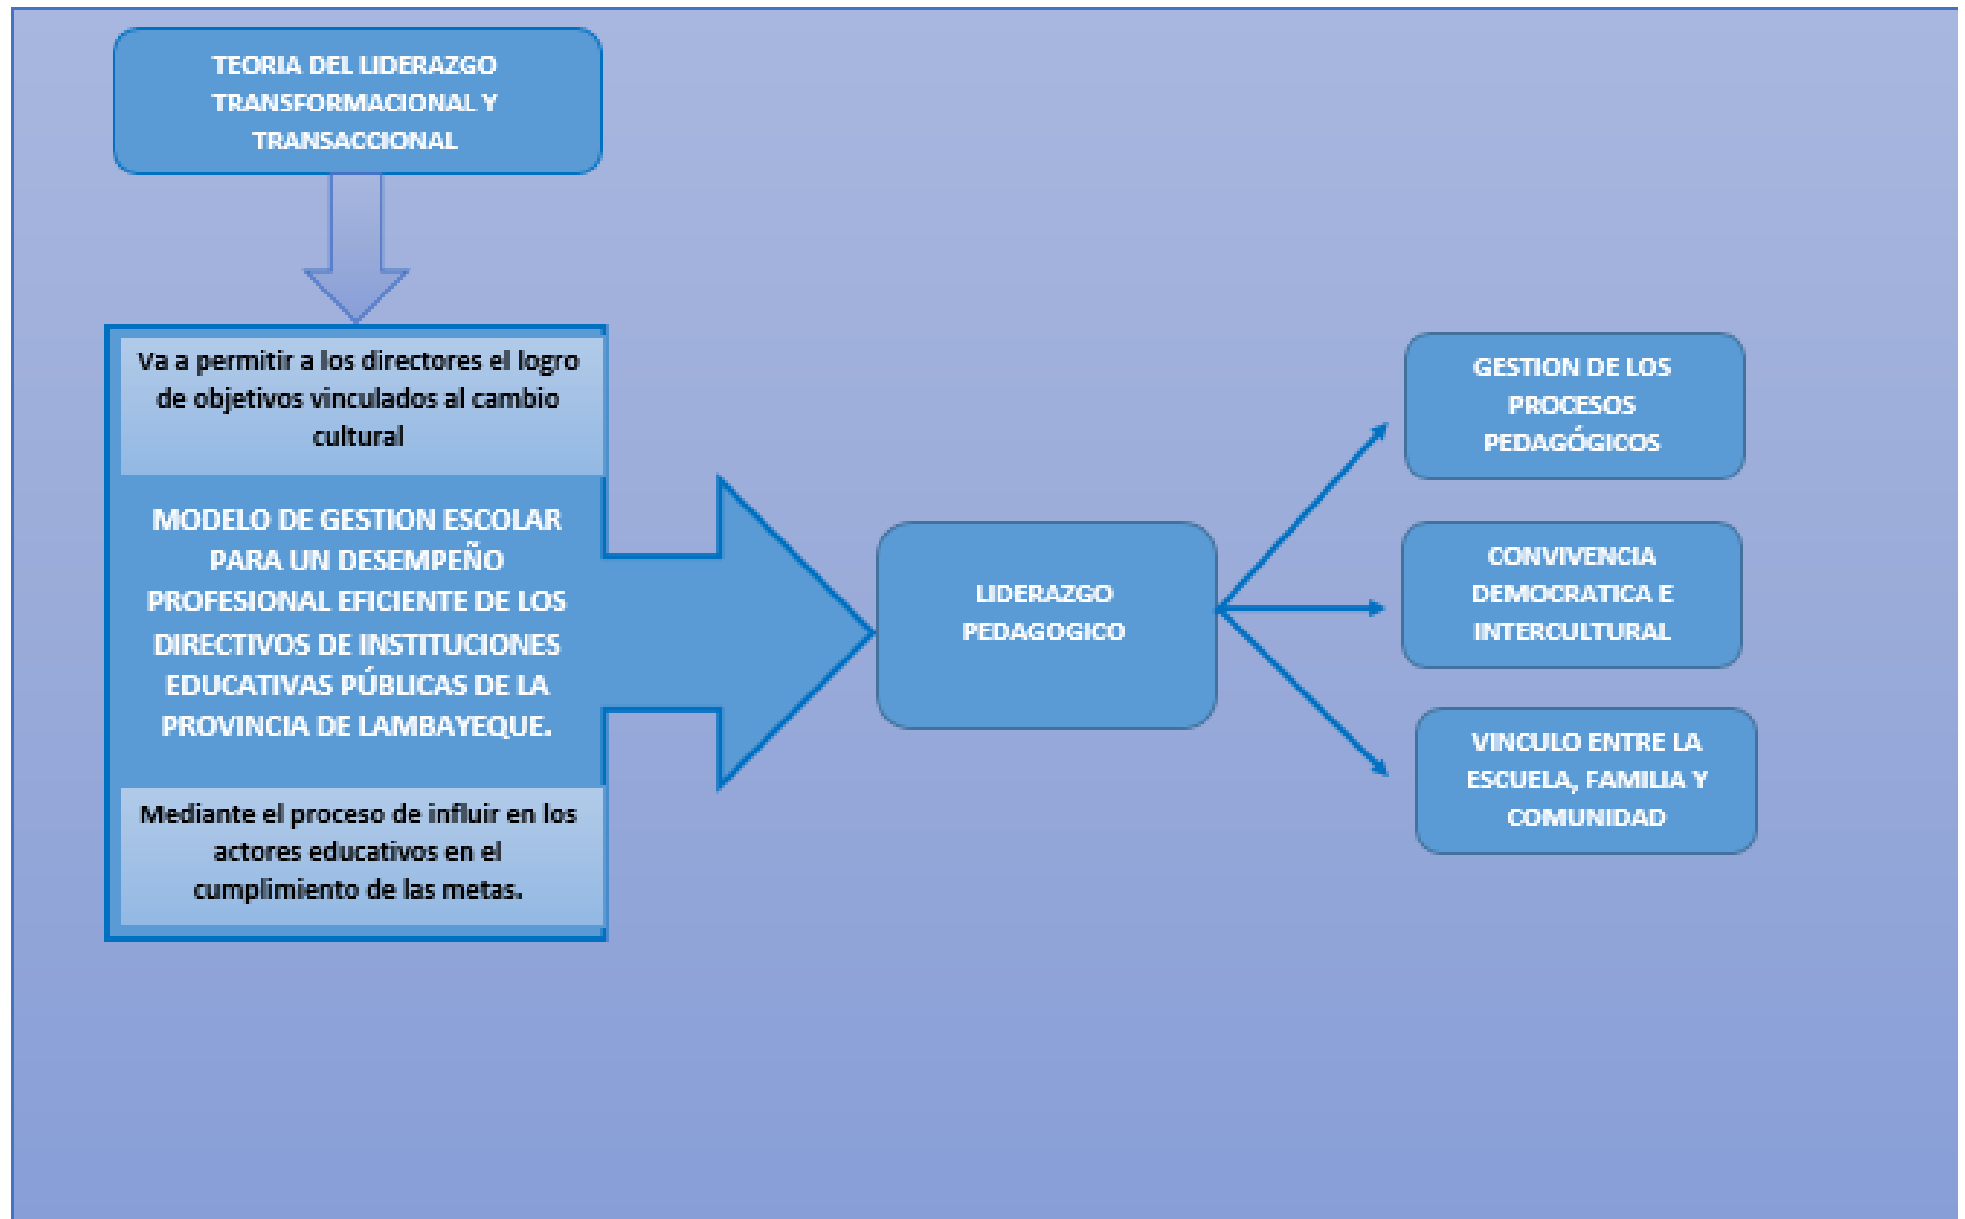 TEORIA DEL LIDERAZGO
TRANSFORMACIONAL Y
TRANSACCIONAL
Va a permitir a los directores el logro
de objetivos vinculados al cambio
cultural
MODELO DE GESTION ESCOLAR
PARA UN DESEMPEÑO
PROFESIONAL EFICIENTE DE LOS
DIRECTIVOS DE INSTITUCIONES
EDUCATIVAS PÚBLICAS DE LA
PROVINCIA DE LAMBAYEQUE.
Mediante el proceso de influir en los
actores educativos en el
cumplimiento de las metas.
LIDERAZGO
PEDAGOGICO
GESTION DE LOS
PROCESOS
PEDAGÓGICOS
CONVIVENCIA
DEMOCRATICA E
INTERCULTURAL
VINCULO ENTRE LA
ESCUELA, FAMILIA Y
COMUNIDAD